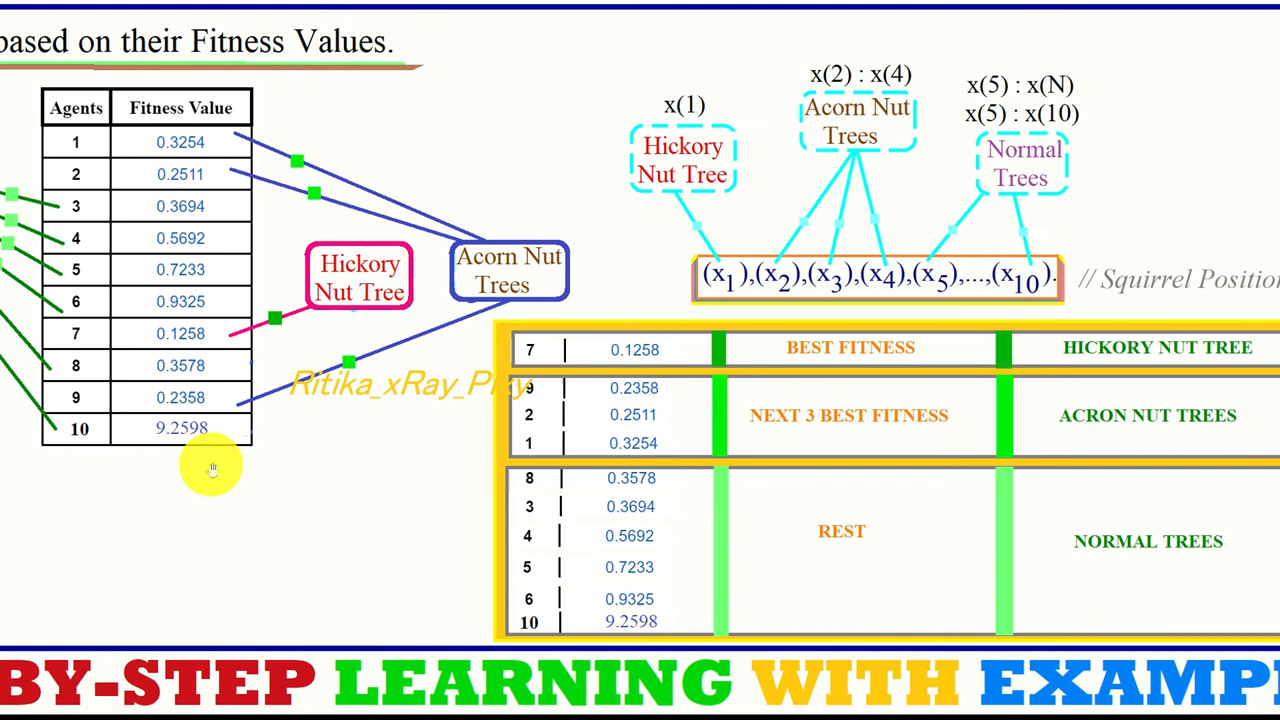 based on their Fitness Values.
Agents Fitness Value
1 0.3254
2 0.2511
3 0.3694
4 0.5692
5 0.7233
6 0.9325
7 0.1258
8 0.3578
9 0.2358
10 9.2598
Hickory
Nut Tree
Acorn Nut
Trees
x(1)
Hickory
Nut Tree
x(2) : x(4)
Acorn Nut
Trees
x(5) : x(N)
x(5) : x(10)
Normal
Trees
(x1),(x2),(x3),(x4),(x5),...,(x10).
// Squirrel Position
Ritika_xRay_Pixy
7 | 0.1258 BEST FITNESS HICKORY NUT TREE
9 | 0.2358
2 | 0.2511 NEXT 3 BEST FITNESS ACRON NUT TREES
1 | 0.3254
8 | 0.3578
3 | 0.3694
4 | 0.5692 REST NORMAL TREES
5 | 0.7233
6 | 0.9325
10 | 9.2598
BY-STEP LEARNING WITH EXAMPL